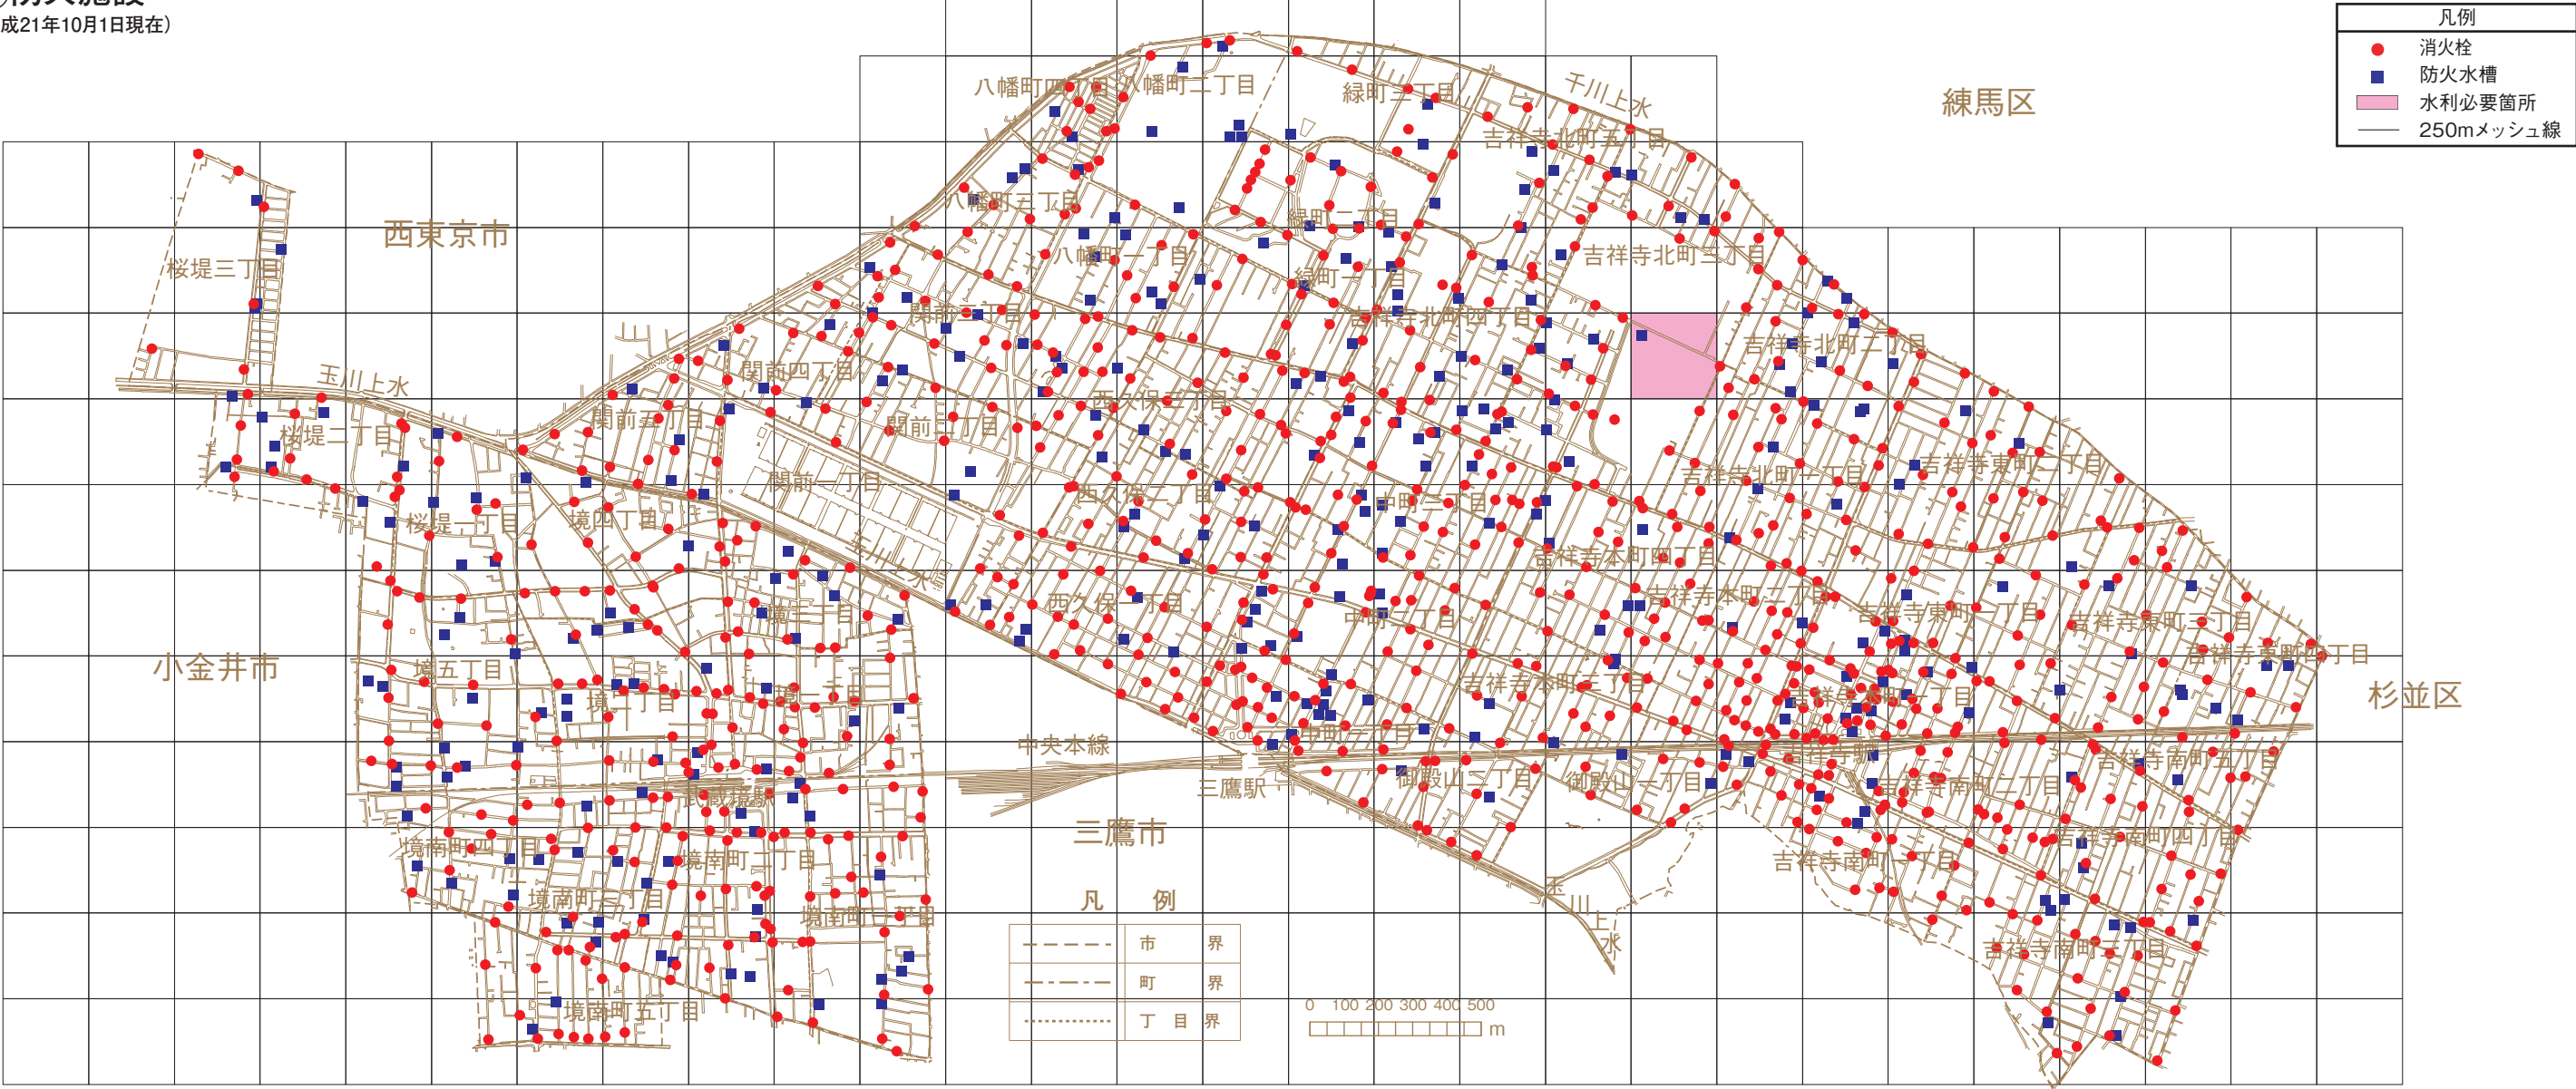 防火施設
成21年10月1日現在）
凡例
消火栓
防火水槽
水利必要箇所
250mメッシュ線
練馬区
西東京市
小金井市
三鷹市
杉並区
千川上水
八幡町四丁目
八幡町二丁目
緑町三丁目
吉祥寺北町五丁目
八幡町三丁目
緑町二丁目
八幡町一丁目
緑町一丁目
吉祥寺北町三丁目
桜堤三丁目
関前三丁目
吉祥寺北町四丁目
吉祥寺北町二丁目
玉川上水
関前四丁目
関前五丁目
関前二丁目
西久保三丁目
桜堤二丁目
関前一丁目
西久保二丁目
中町三丁目
吉祥寺北町一丁目
吉祥寺東町二丁目
桜堤一丁目
境四丁目
玉川上水
吉祥寺本町四丁目
境三丁目
西久保一丁目
中町二丁目
吉祥寺本町二丁目
吉祥寺東町一丁目
吉祥寺東町三丁目
吉祥寺東町四丁目
境五丁目
境二丁目
境一丁目
吉祥寺本町三丁目
吉祥寺本町一丁目
中央本線
中町一丁目
三鷹駅
吉祥寺駅
武蔵境駅
御殿山二丁目
御殿山一丁目
吉祥寺南町二丁目
吉祥寺南町五丁目
境南町四丁目
境南町二丁目
吉祥寺南町一丁目
吉祥寺南町四丁目
境南町三丁目
境南町一丁目
玉川上水
吉祥寺南町三丁目
境南町五丁目
凡 例
市 界
町 界
丁 目 界
0 100 200 300 400 500
m